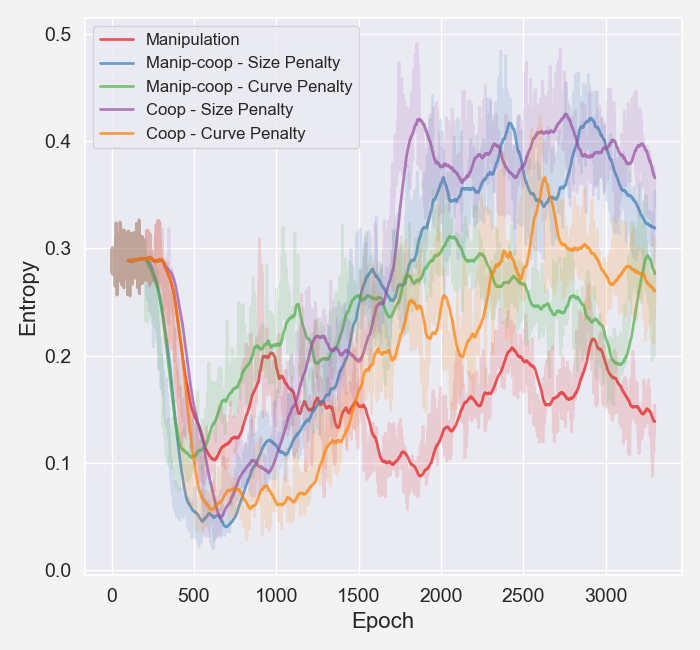 0.5
0.4
0.3
0.2
0.1
0.0
Entropy
Manipulation
Manip-coop - Size Penalty
Manip-coop - Curve Penalty
Coop - Size Penalty
Coop - Curve Penalty
0 500 1000 1500 2000 2500 3000
Epoch